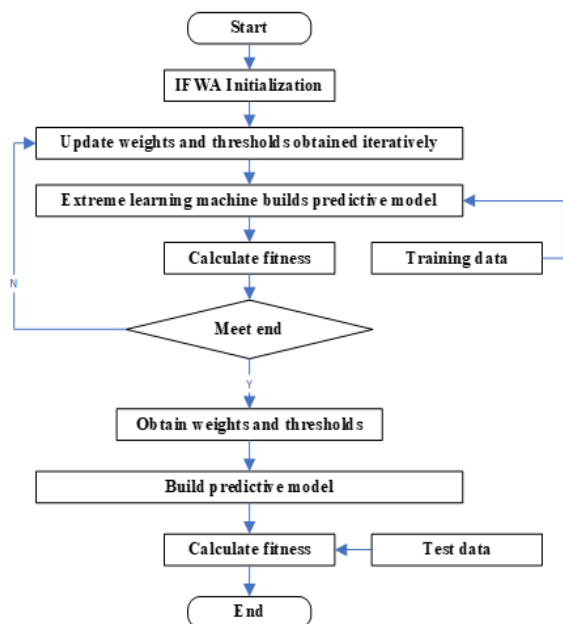 Start
IFWA Initialization
Update weights and thresholds obtained iteratively
Extreme learning machine builds predictive model
Calculate fitness
Training data
N
Meet end
Y
Obtain weights and thresholds
Build predictive model
Calculate fitness
Test data
End